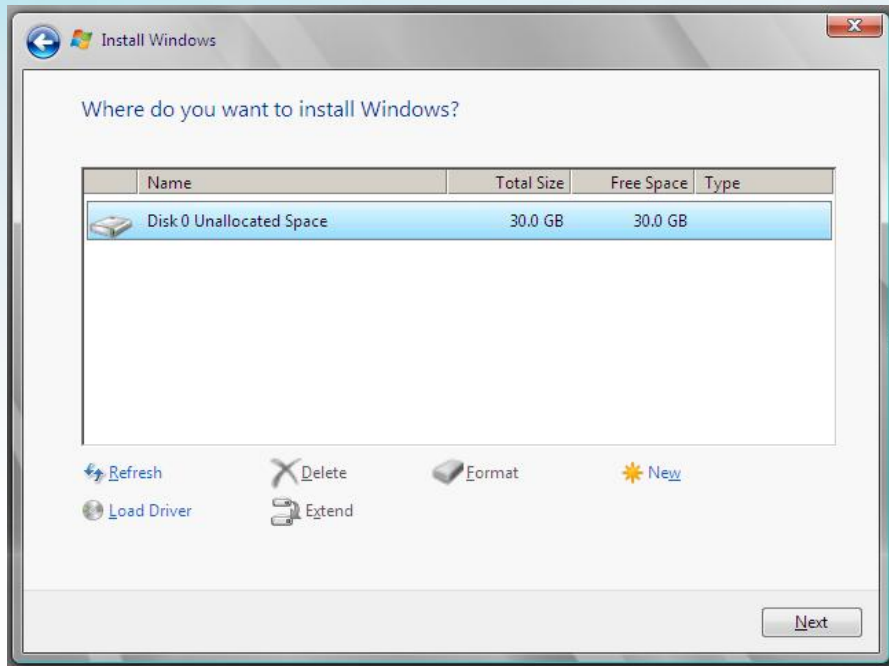 Install Windows
Where do you want to install Windows?
Name Total Size Free Space Type
Disk 0 Unallocated Space 30.0 GB 30.0 GB
Refresh Delete Format New
Load Driver Extend
Next